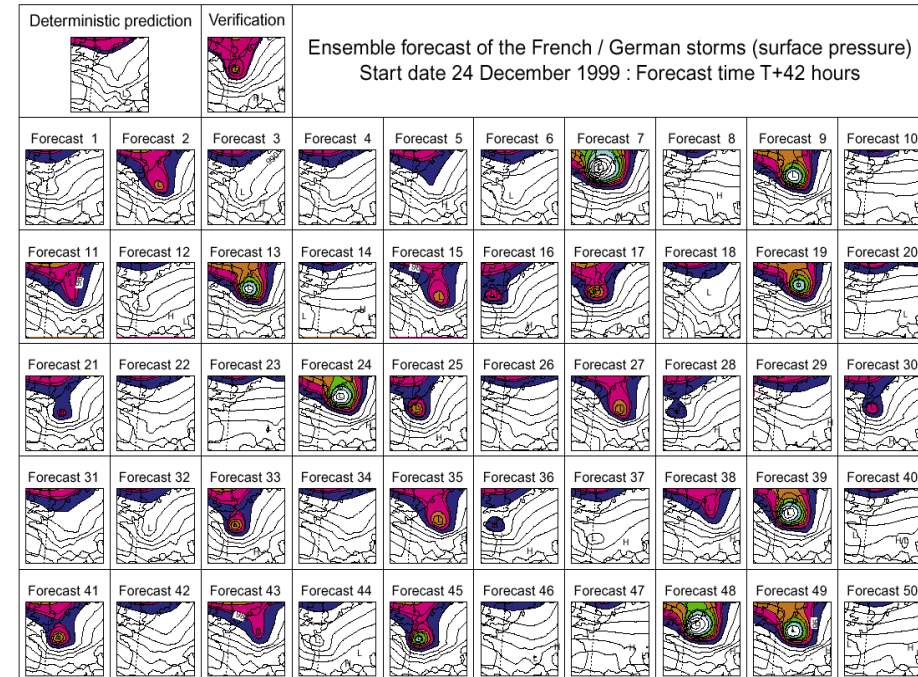 Deterministic prediction
Verification
Ensemble forecast of the French / German storms (surface pressure)
Start date 24 December 1999 : Forecast time T+42 hours
Forecast 1
Forecast 2
Forecast 3
Forecast 4
Forecast 5
Forecast 6
Forecast 7
Forecast 8
Forecast 9
Forecast 10
Forecast 11
Forecast 12
Forecast 13
Forecast 14
Forecast 15
Forecast 16
Forecast 17
Forecast 18
Forecast 19
Forecast 20
Forecast 21
Forecast 22
Forecast 23
Forecast 24
Forecast 25
Forecast 26
Forecast 27
Forecast 28
Forecast 29
Forecast 30
Forecast 31
Forecast 32
Forecast 33
Forecast 34
Forecast 35
Forecast 36
Forecast 37
Forecast 38
Forecast 39
Forecast 40
Forecast 41
Forecast 42
Forecast 43
Forecast 44
Forecast 45
Forecast 46
Forecast 47
Forecast 48
Forecast 49
Forecast 50